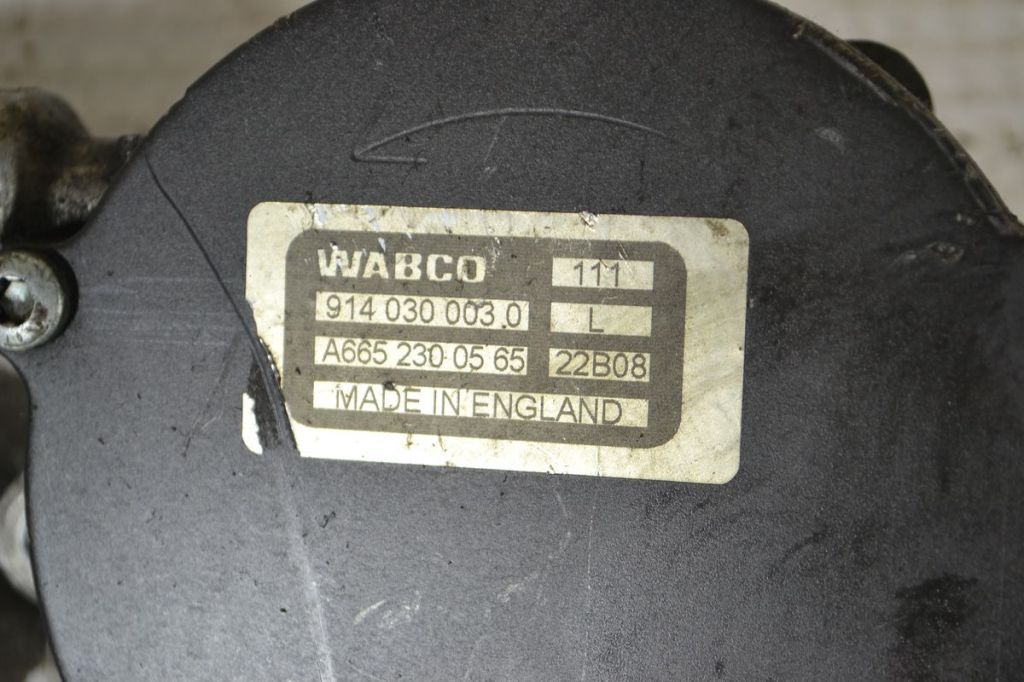 WABCO 111
914 030 003 0 L
A665 230 05 65 22B08
MADE IN ENGLAND